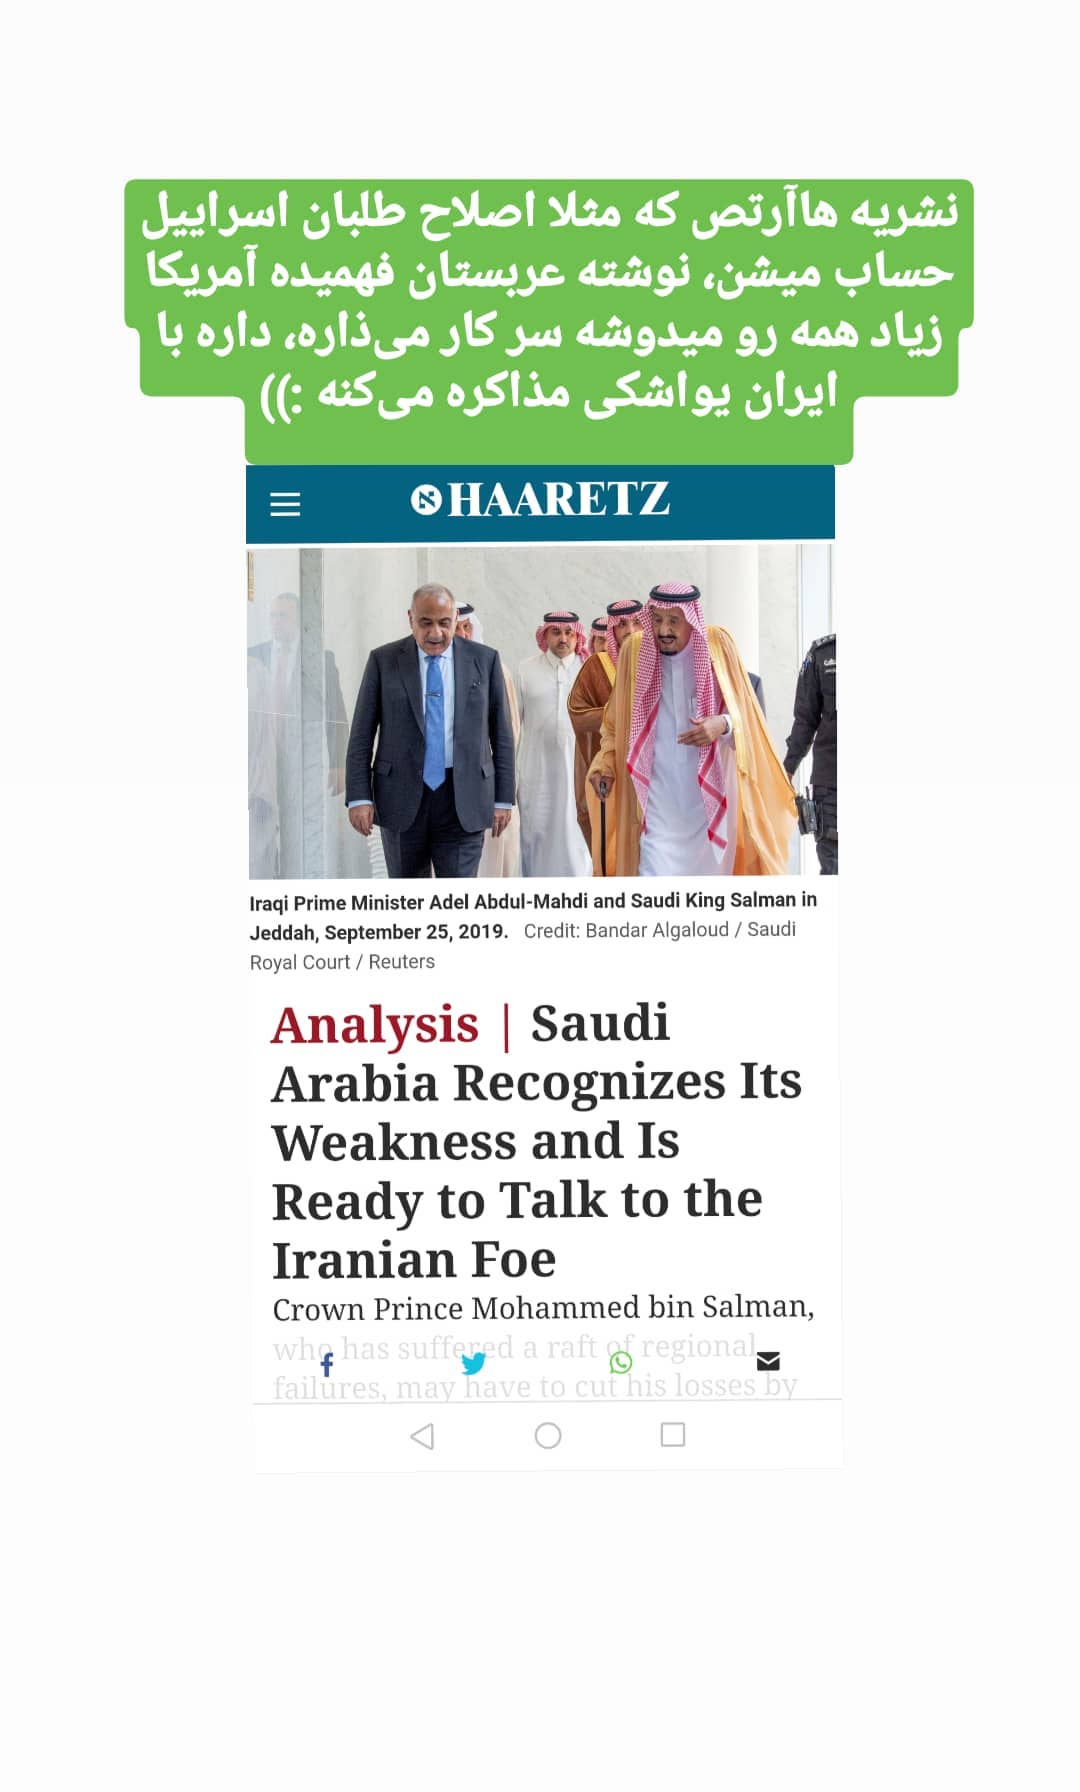 نشریه هاآرتص که مثلا اصلاح طلبان اسراییل
حساب میشن، نوشته عربستان فهمیده آمریکا
زیاد همه رو میدوشه سر کار می‌ذاره، داره با
ایران یواشکی مذاکره می‌کنه :))
HAARETZ
Iraqi Prime Minister Adel Abdul-Mahdi and Saudi King Salman in
Jeddah, September 25, 2019. Credit: Bandar Algaloud / Saudi
Royal Court / Reuters
Analysis | Saudi
Arabia Recognizes Its
Weakness and Is
Ready to Talk to the
Iranian Foe
Crown Prince Mohammed bin Salman,
who has suffered a raft of regional
failures, may have to cut his losses by